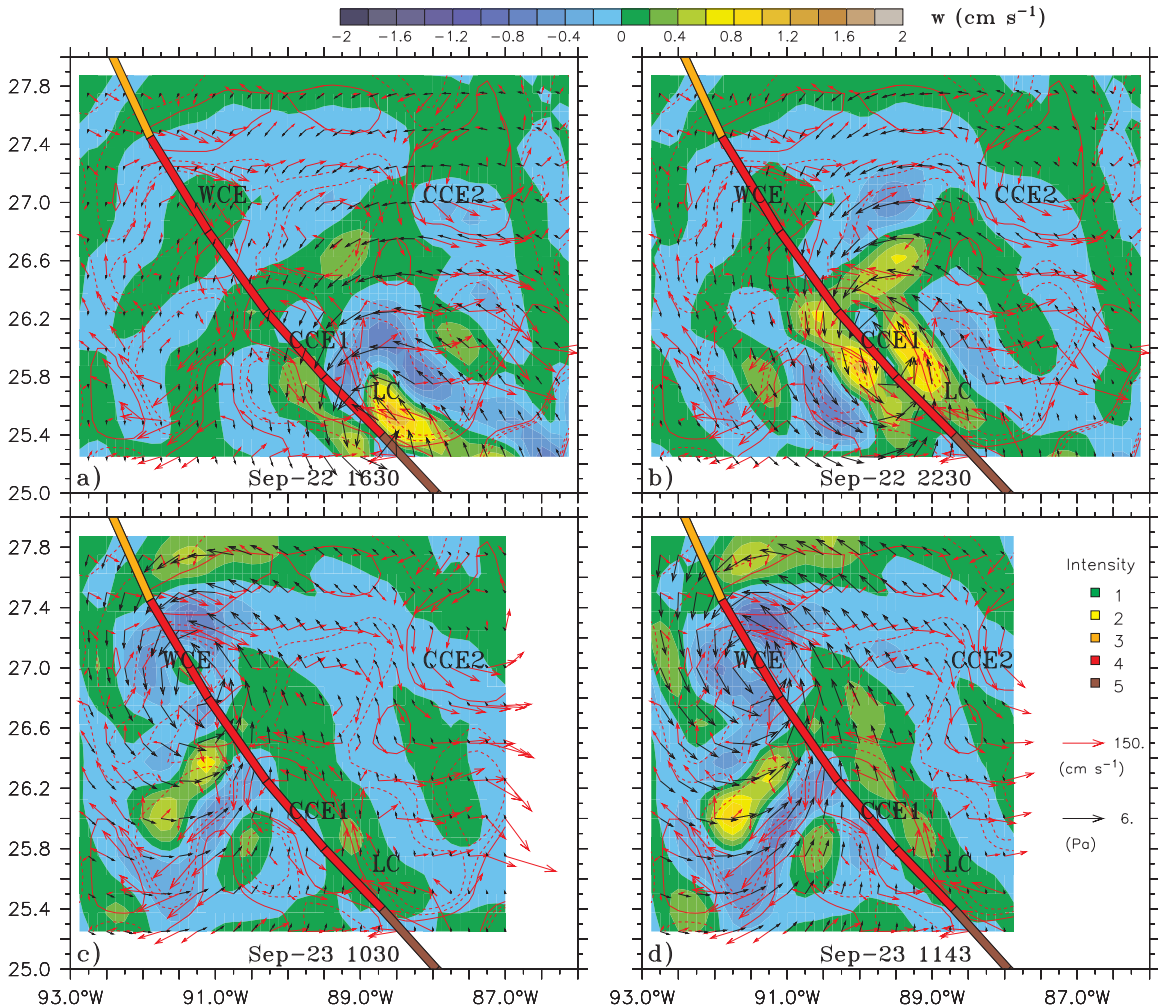 w (cm s⁻¹)
-2 -1.6 -0.8 -0.4 0 0.4 0.8 1.2 1.6 2
27.8
27.4
27.0
26.6
26.2
25.8
25.4
25.0
WCE
CCE2
CCE1
LC
a)
Sep-22 1630
WCE
CCE2
CCE1
LC
b)
Sep-22 2230
27.8
27.4
27.0
26.6
26.2
25.8
25.4
25.0
WCE
CCE2
CCE1
LC
c)
Sep-23 1030
WCE
CCE2
CCE1
LC
d)
Sep-23 1143
Intensity
1
2
3
4
5
150.
(cm s⁻¹)
6.
(Pa)
93.0°W 91.0°W 89.0°W 87.0°W
93.0°W 91.0°W 89.0°W 87.0°W